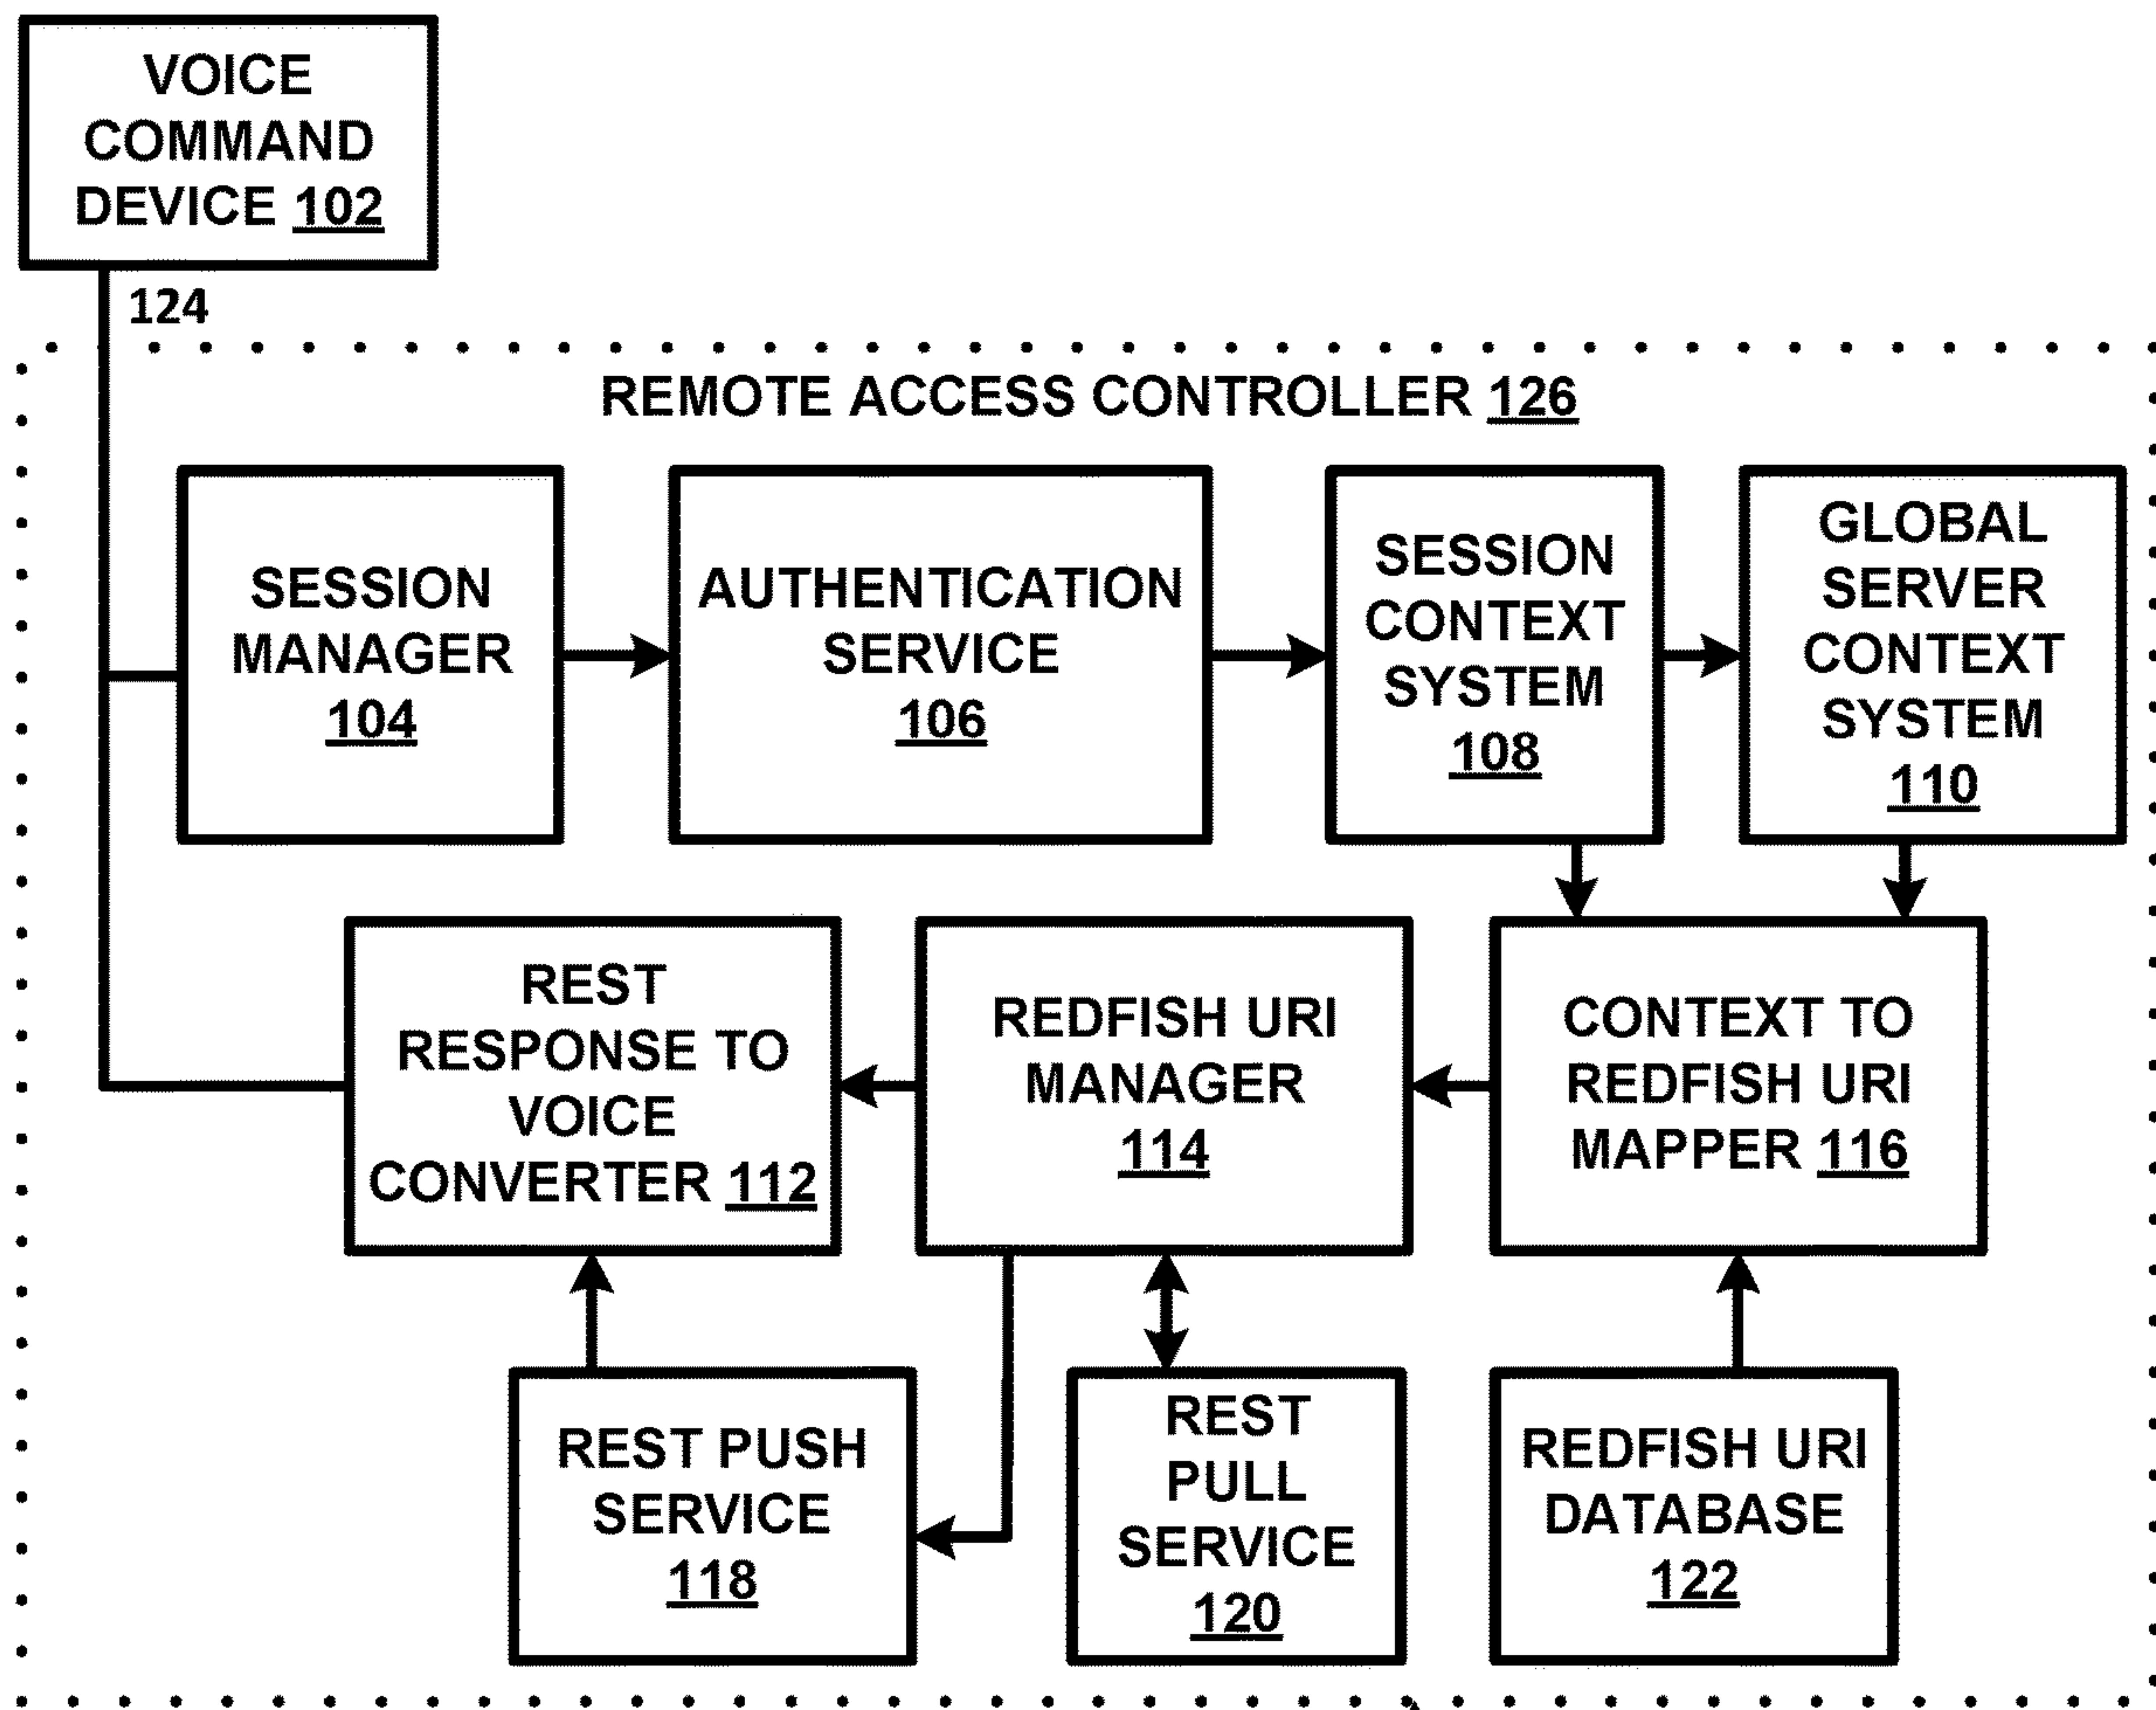 VOICE
COMMAND
DEVICE 102
124
REMOTE ACCESS CONTROLLER 126
SESSION
MANAGER
104
AUTHENTICATION
SERVICE
106
SESSION
CONTEXT
SYSTEM
108
GLOBAL
SERVER
CONTEXT
SYSTEM
110
REST
RESPONSE TO
VOICE
CONVERTER 112
REDFISH URI
MANAGER
114
CONTEXT TO
REDFISH URI
MAPPER 116
REST PUSH
SERVICE
118
REST
PULL
SERVICE
120
REDFISH URI
DATABASE
122